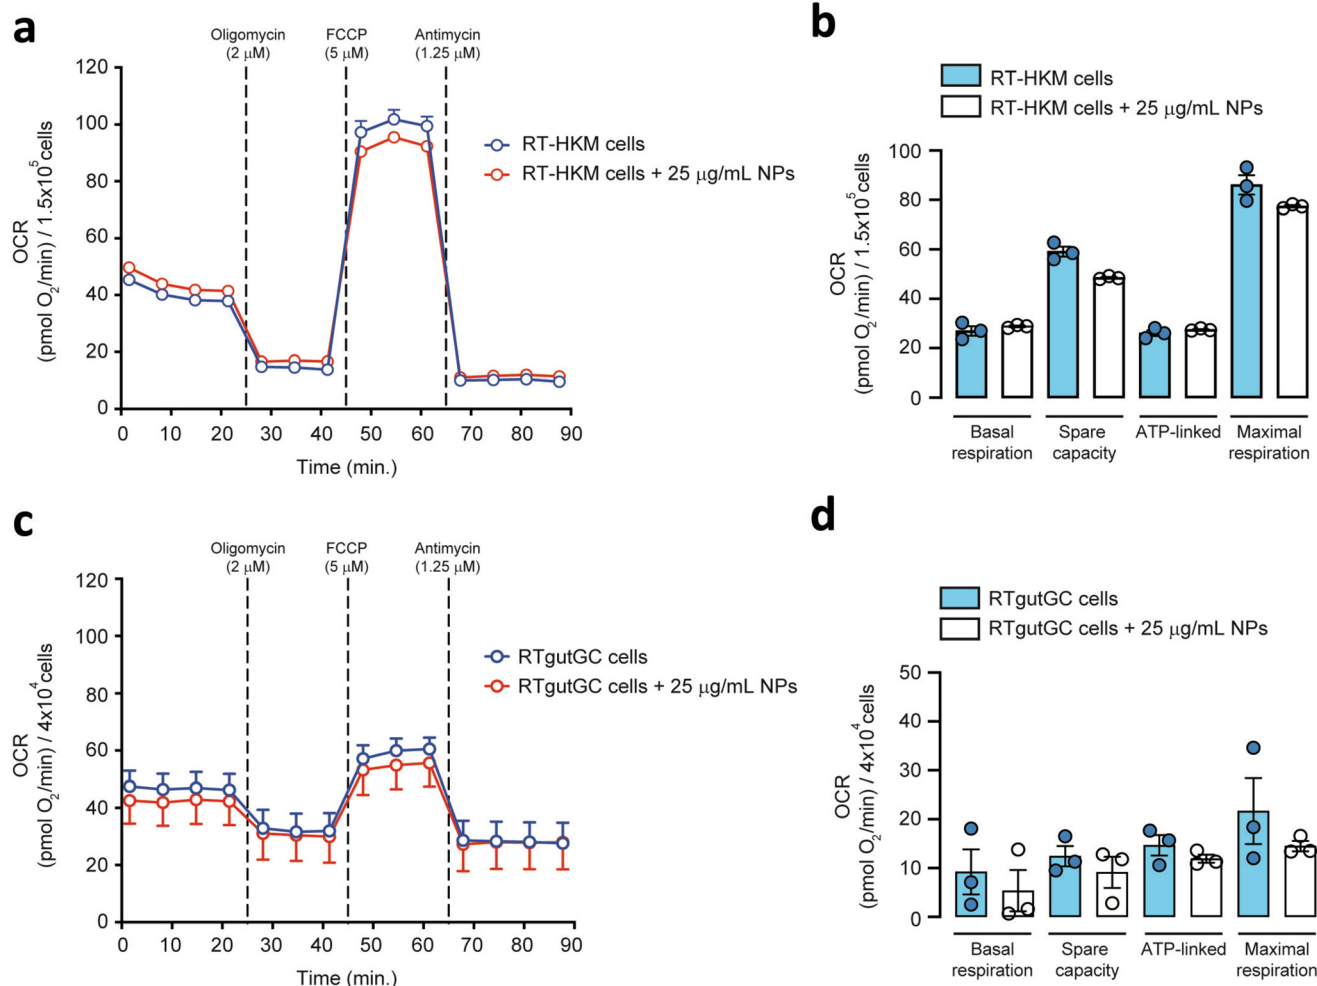 a
Oligomycin
(2 μM)
FCCP
(5 μM)
Antimycin
(1.25 μM)
120
100
80
60
40
20
0
OCR
(pmol O2/min) / 1.5x10^5 cells
0 10 20 30 40 50 60 70 80 90
Time (min.)
RT-HKM cells
RT-HKM cells + 25 μg/mL NPs
b
RT-HKM cells
RT-HKM cells + 25 μg/mL NPs
100
80
60
40
20
0
OCR
(pmol O2/min) / 1.5x10^5 cells
Basal
respiration
Spare
capacity
ATP-linked
Maximal
respiration
c
Oligomycin
(2 μM)
FCCP
(5 μM)
Antimycin
(1.25 μM)
120
100
80
60
40
20
0
OCR
(pmol O2/min) / 4x10^4 cells
0 10 20 30 40 50 60 70 80 90
Time (min.)
RTgutGC cells
RTgutGC cells + 25 μg/mL NPs
d
RTgutGC cells
RTgutGC cells + 25 μg/mL NPs
50
40
30
20
10
0
OCR
(pmol O2/min) / 4x10^4 cells
Basal
respiration
Spare
capacity
ATP-linked
Maximal
respiration